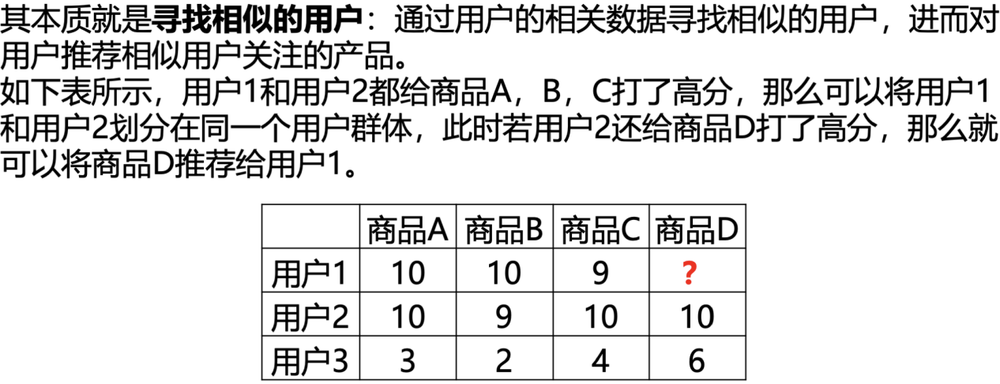 其本质就是寻找相似的用户：通过用户的相关数据寻找相似的用户，进而对
用户推荐相似用户关注的产品。
如下表所示，用户1和用户2都给商品A，B，C打了高分，那么可以将用户1
和用户2划分在同一个用户群体，此时若用户2还给商品D打了高分，那么就
可以将商品D推荐给用户1。
商品A 商品B 商品C 商品D
用户1 10 10 9 ?
用户2 10 9 10 10
用户3 3 2 4 6